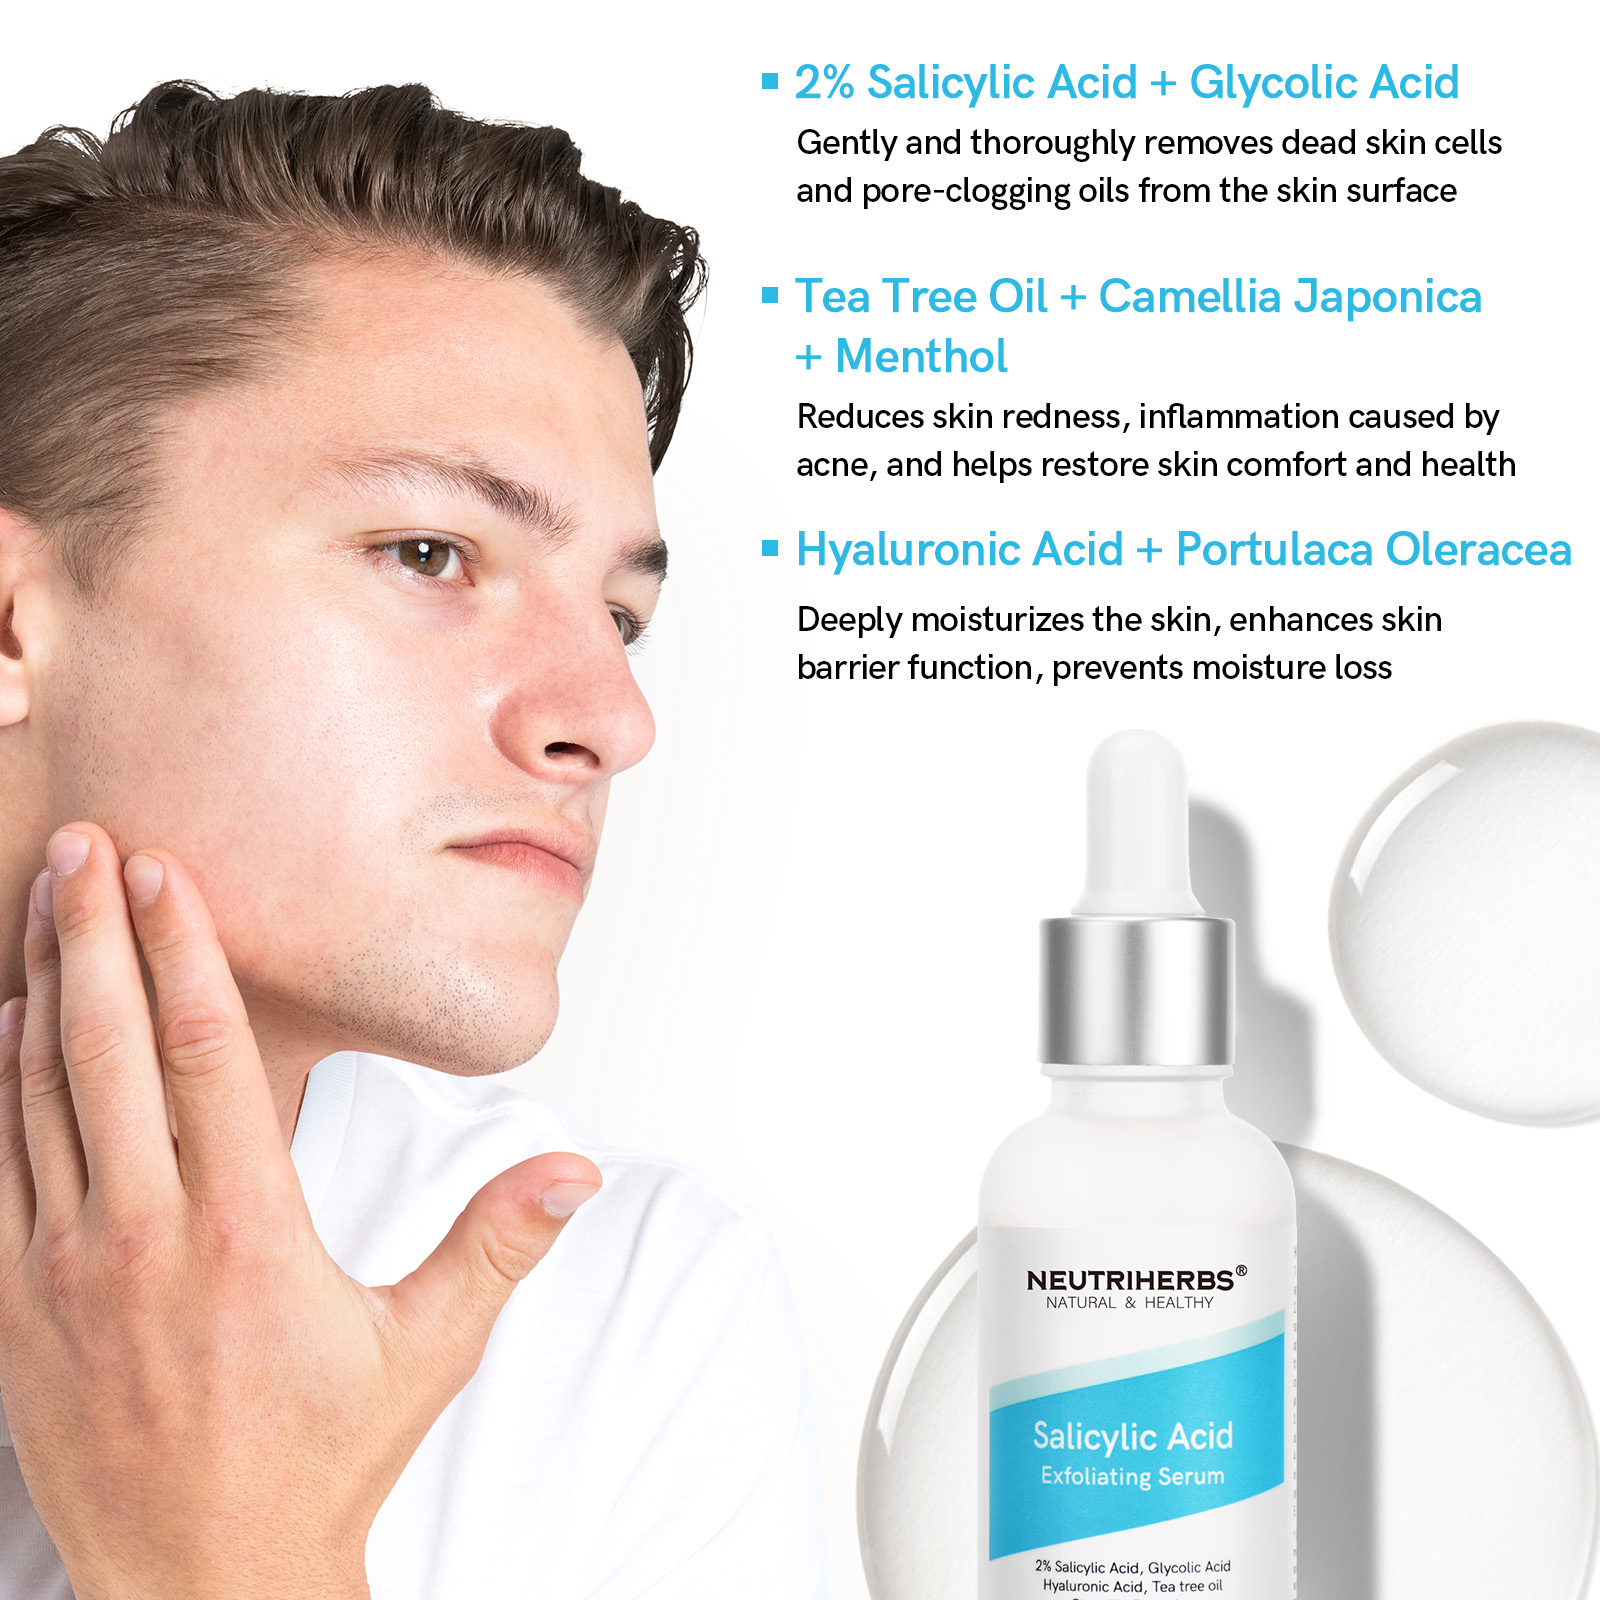 2% Salicylic Acid + Glycolic Acid
Gently and thoroughly removes dead skin cells
and pore-clogging oils from the skin surface
Tea Tree Oil + Camellia Japonica
+ Menthol
Reduces skin redness, inflammation caused by
acne, and helps restore skin comfort and health
Hyaluronic Acid + Portulaca Oleracea
Deeply moisturizes the skin, enhances skin
barrier function, prevents moisture loss
NEUTRIHERBS®
NATURAL & HEALTHY
Salicylic Acid
Exfoliating Serum
2% Salicylic Acid, Glycolic Acid
Hyaluronic Acid, Tea tree oil